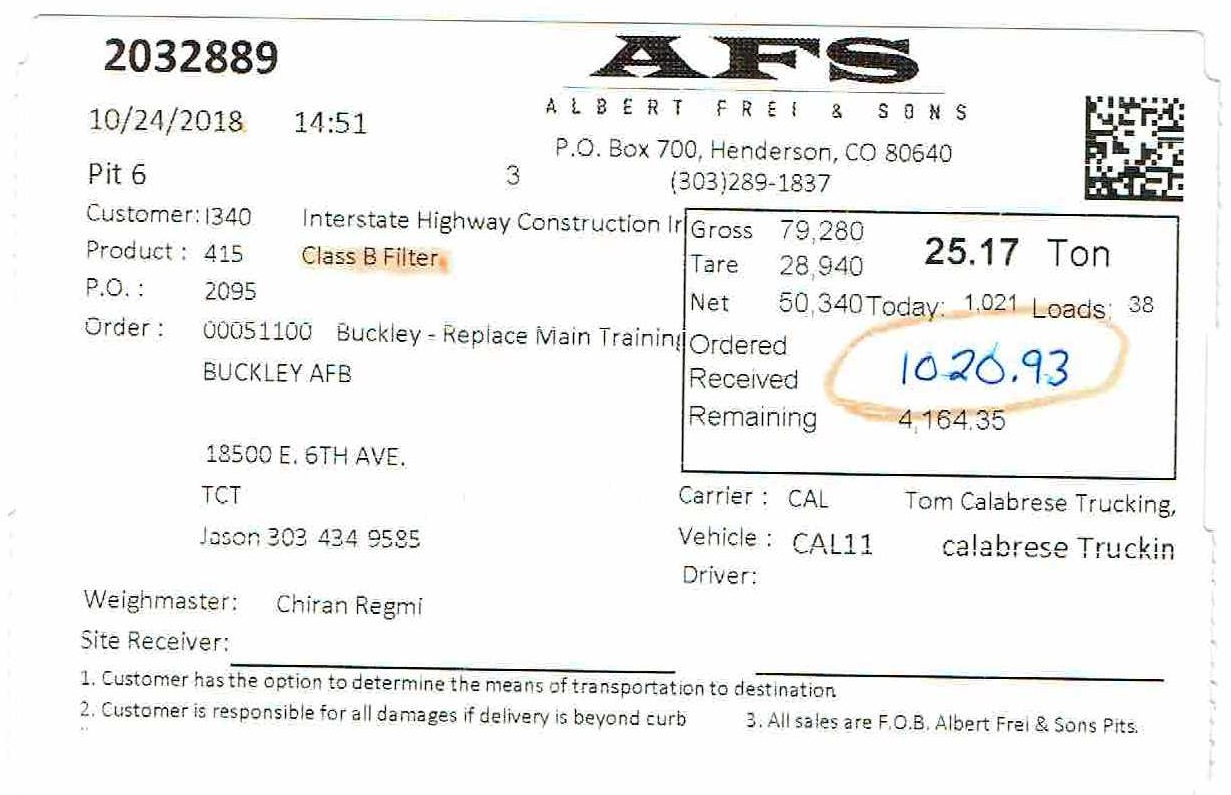 2032889
AFS
ALBERT FREI & SONS
10/24/2018 14:51
P.O. Box 700, Henderson, CO 80640
Pit 6 3 (303)289-1837
Customer: I340 Interstate Highway Construction Ir
Gross 79,280 25.17 Ton
Product : 415 Class B Filter
Tare 28,940
P.O. : 2095
Net 50,340 Today: 1,021 Loads: 38
Order : 00051100 Buckley - Replace Main Training
Ordered
BUCKLEY AFB
Received 1020.93
Remaining 4,164.35
18500 E. 6TH AVE.
TCT
Carrier : CAL Tom Calabrese Trucking,
Jason 303 434 9585
Vehicle : CAL11 calabrese Truckin
Driver:
Weighmaster: Chiran Regmi
Site Receiver:
1. Customer has the option to determine the means of transportation to destination
2. Customer is responsible for all damages if delivery is beyond curb 3. All sales are F.O.B. Albert Frei & Sons Pits.